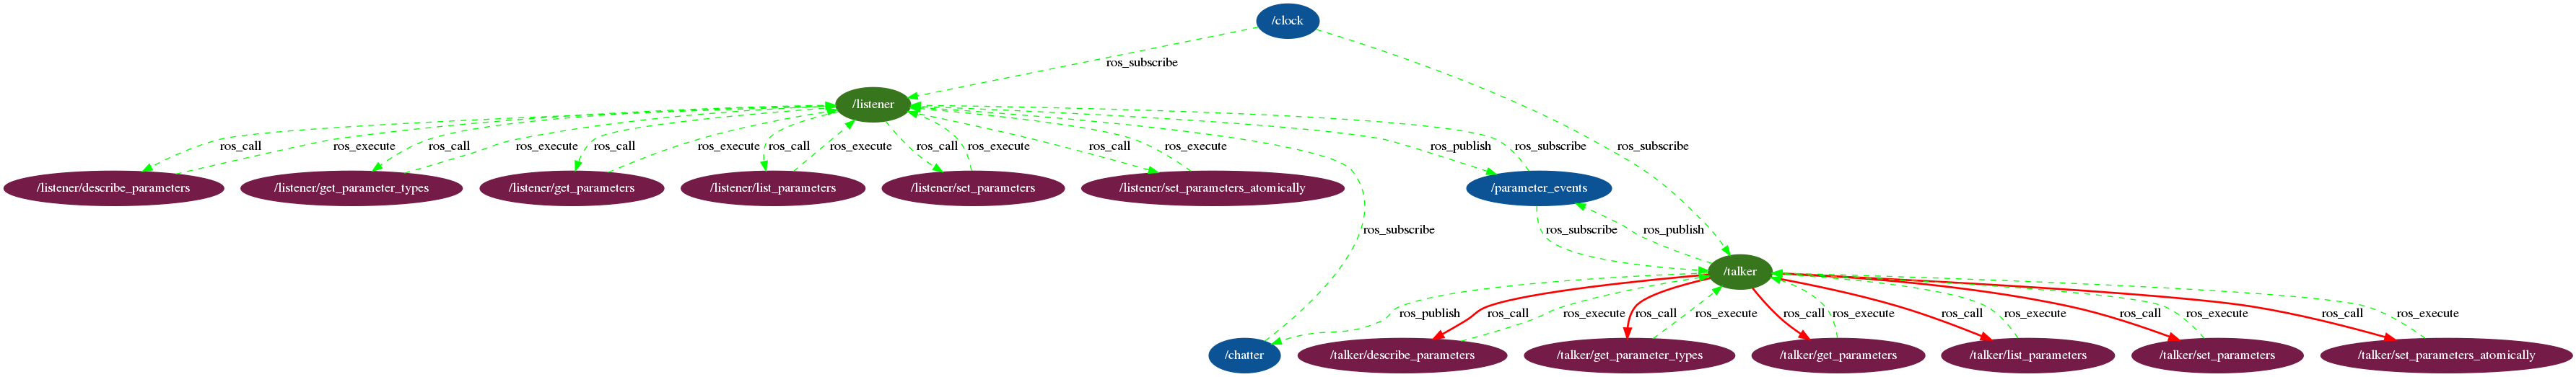 /clock
ros_subscribe
/listener
ros_call
ros_execute
ros_call
ros_execute
ros_call
ros_execute
ros_call
ros_execute
ros_call
ros_execute
ros_call
ros_execute
ros_publish
ros_subscribe
ros_subscribe
/listener/describe_parameters
/listener/get_parameter_types
/listener/get_parameters
/listener/list_parameters
/listener/set_parameters
/listener/set_parameters_atomically
/parameter_events
ros_subscribe
ros_subscribe
ros_publish
/talker
ros_publish
ros_call
ros_execute
ros_call
ros_execute
ros_call
ros_execute
ros_call
ros_execute
ros_call
ros_execute
ros_call
ros_execute
/chatter
/talker/describe_parameters
/talker/get_parameter_types
/talker/get_parameters
/talker/list_parameters
/talker/set_parameters
/talker/set_parameters_atomically